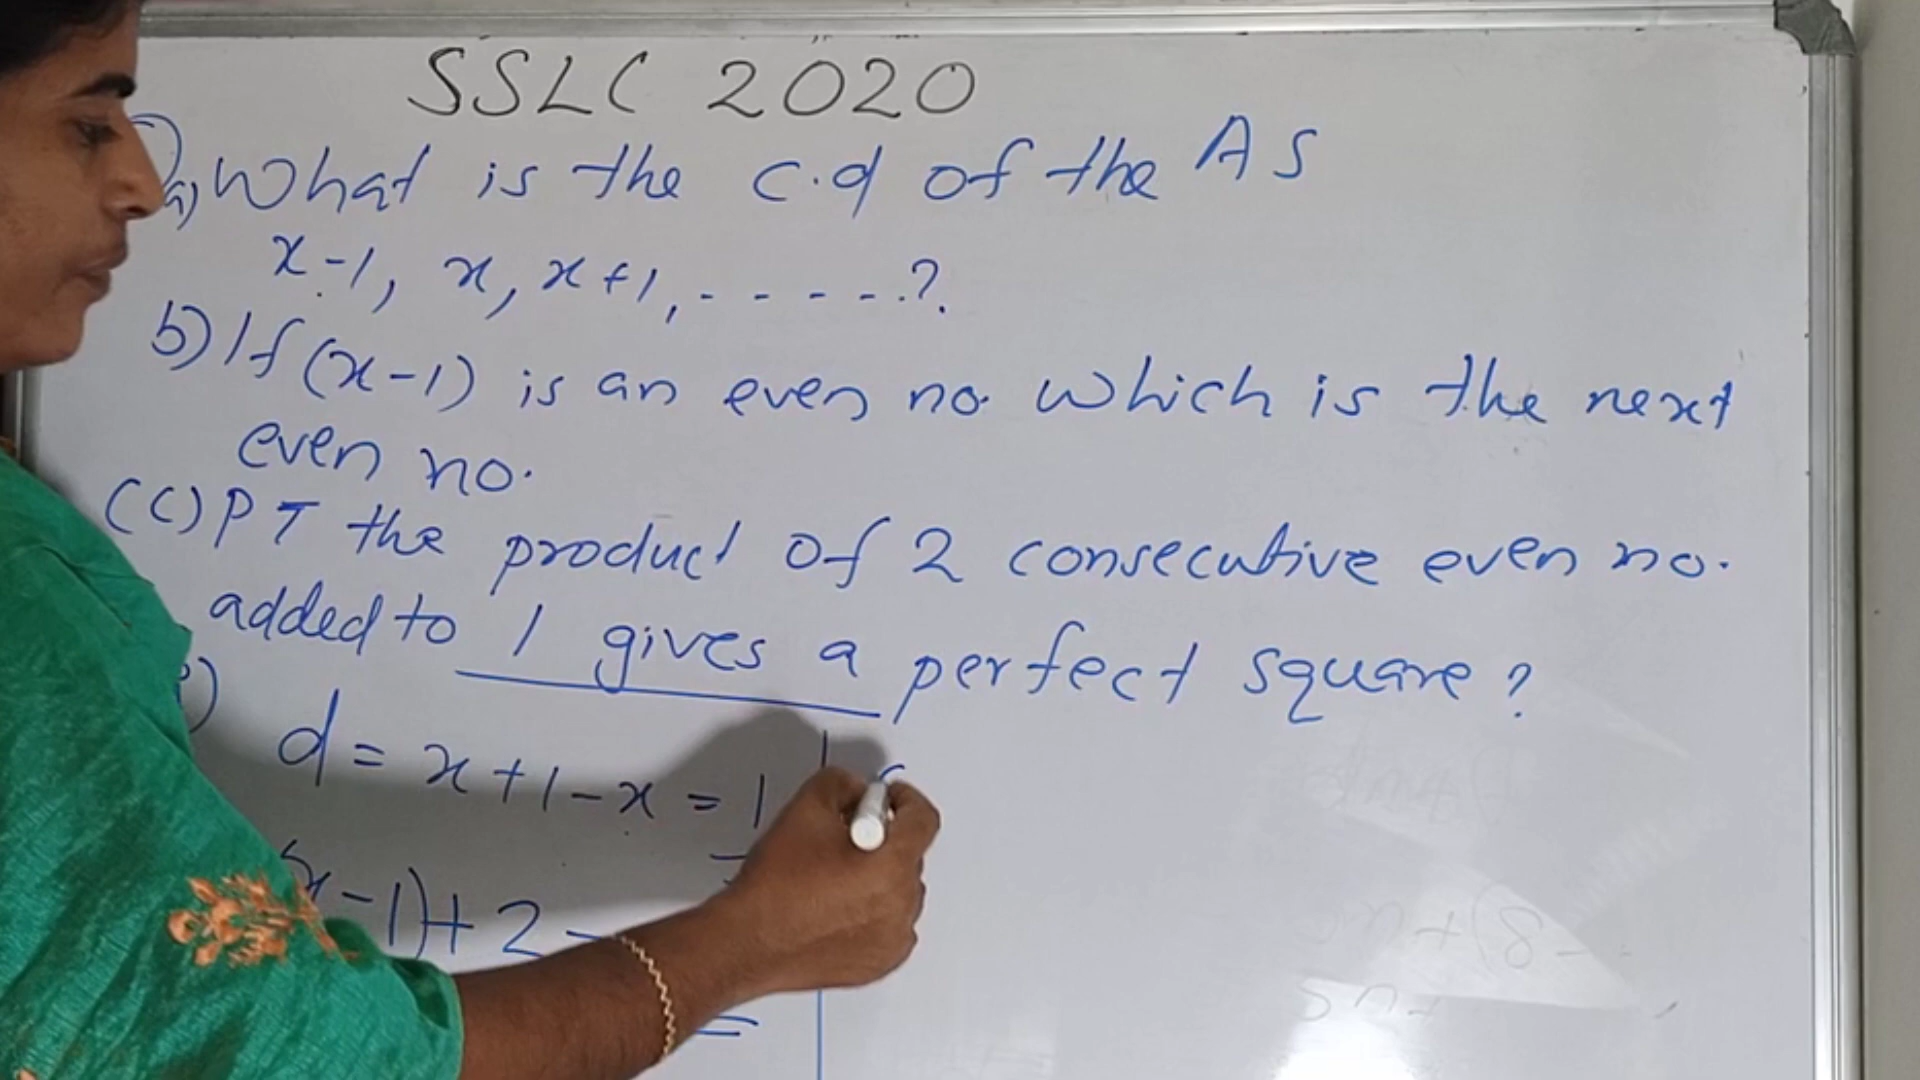 SSLC 2020
a) What is the c.d of the AS
x-1, x, x+1, - - - - .?
b) If (x-1) is an even no. which is the next
even no.
(C) PT the product of 2 consecutive even no.
added to 1 gives a perfect square?
d = x+1-x = 1
(x-1)+2 =